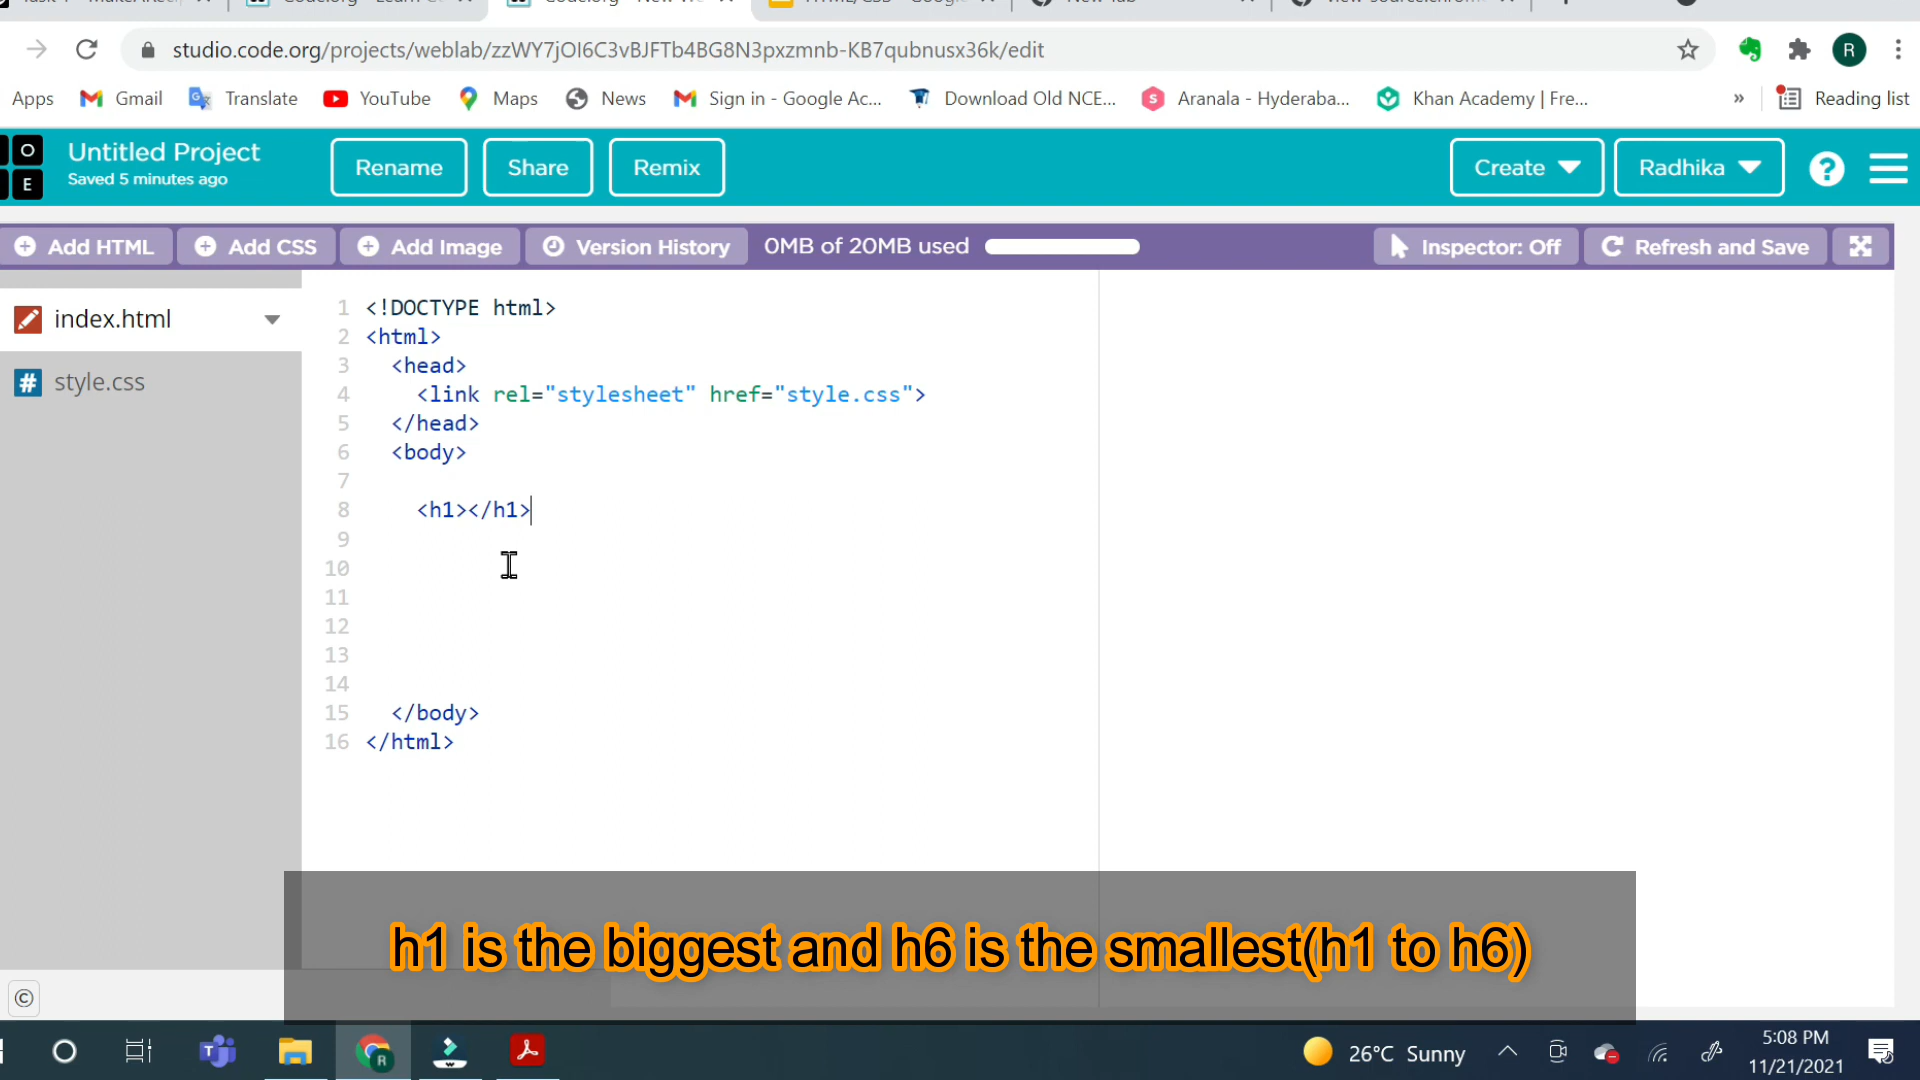 studio.code.org/projects/weblab/zzWY7jOI6C3vBJFTb4BG8N3pxzmnb-KB7qubnusx36k/edit
R
Apps Gmail Translate YouTube Maps News Sign in - Google Ac... Download Old NCE... Aranala - Hyderaba... Khan Academy | Fre... » Reading list
O
E
Untitled Project
Saved 5 minutes ago
Rename Share Remix Create Radhika ?
Add HTML Add CSS Add Image Version History 0MB of 20MB used Inspector: Off Refresh and Save
index.html
# style.css
1 <!DOCTYPE html>
2 <html>
3 <head>
4 <link rel="stylesheet" href="style.css">
5 </head>
6 <body>
7
8 <h1></h1>
9
10
11
12
13
14
15 </body>
16 </html>
h1 is the biggest and h6 is the smallest(h1 to h6)
©
26°C Sunny
5:08 PM
11/21/2021